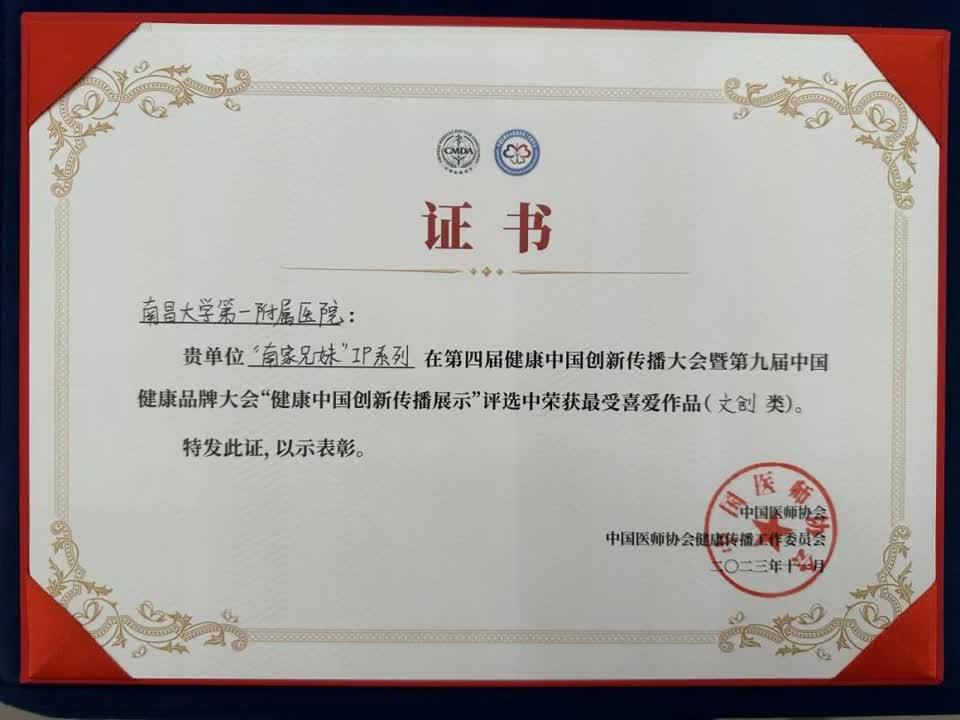 CMDA
证书
南昌大学第一附属医院：
贵单位“南家兄妹”IP系列 在第四届健康中国创新传播大会暨第九届中国
健康品牌大会“健康中国创新传播展示”评选中荣获最受喜爱作品（文创 类）。
特发此证，以示表彰。
中国医师协会
中国医师协会健康传播工作委员会
二〇二三年十一月
国医师协会